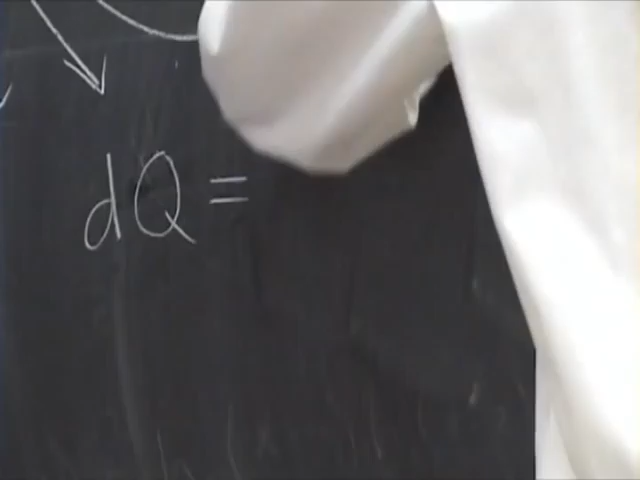 dQ =